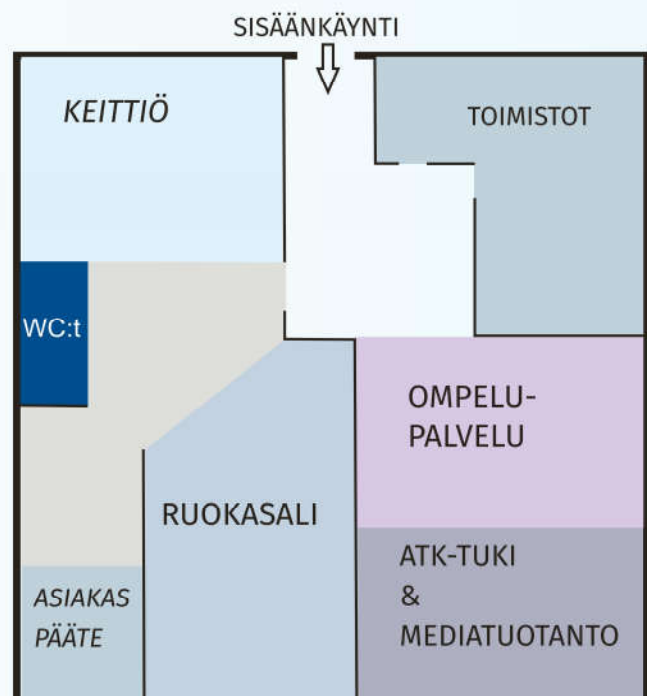 SISÄÄNKÄYNTI
KEITTIÖ
TOIMISTOT
WC:t
OMPELU-
PALVELU
RUOKASALI
ATK-TUKI
&
MEDIATUOTANTO
ASIAKAS
PÄÄTE